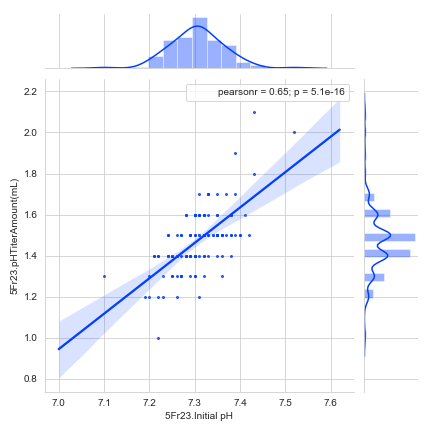 pearsonr = 0.65; p = 5.1e-16
2.2
2.0
1.8
1.6
1.4
1.2
1.0
0.8
5Fr23.pHTiterAmount(mL)
7.0 7.1 7.2 7.3 7.4 7.5 7.6
5Fr23.Initial pH